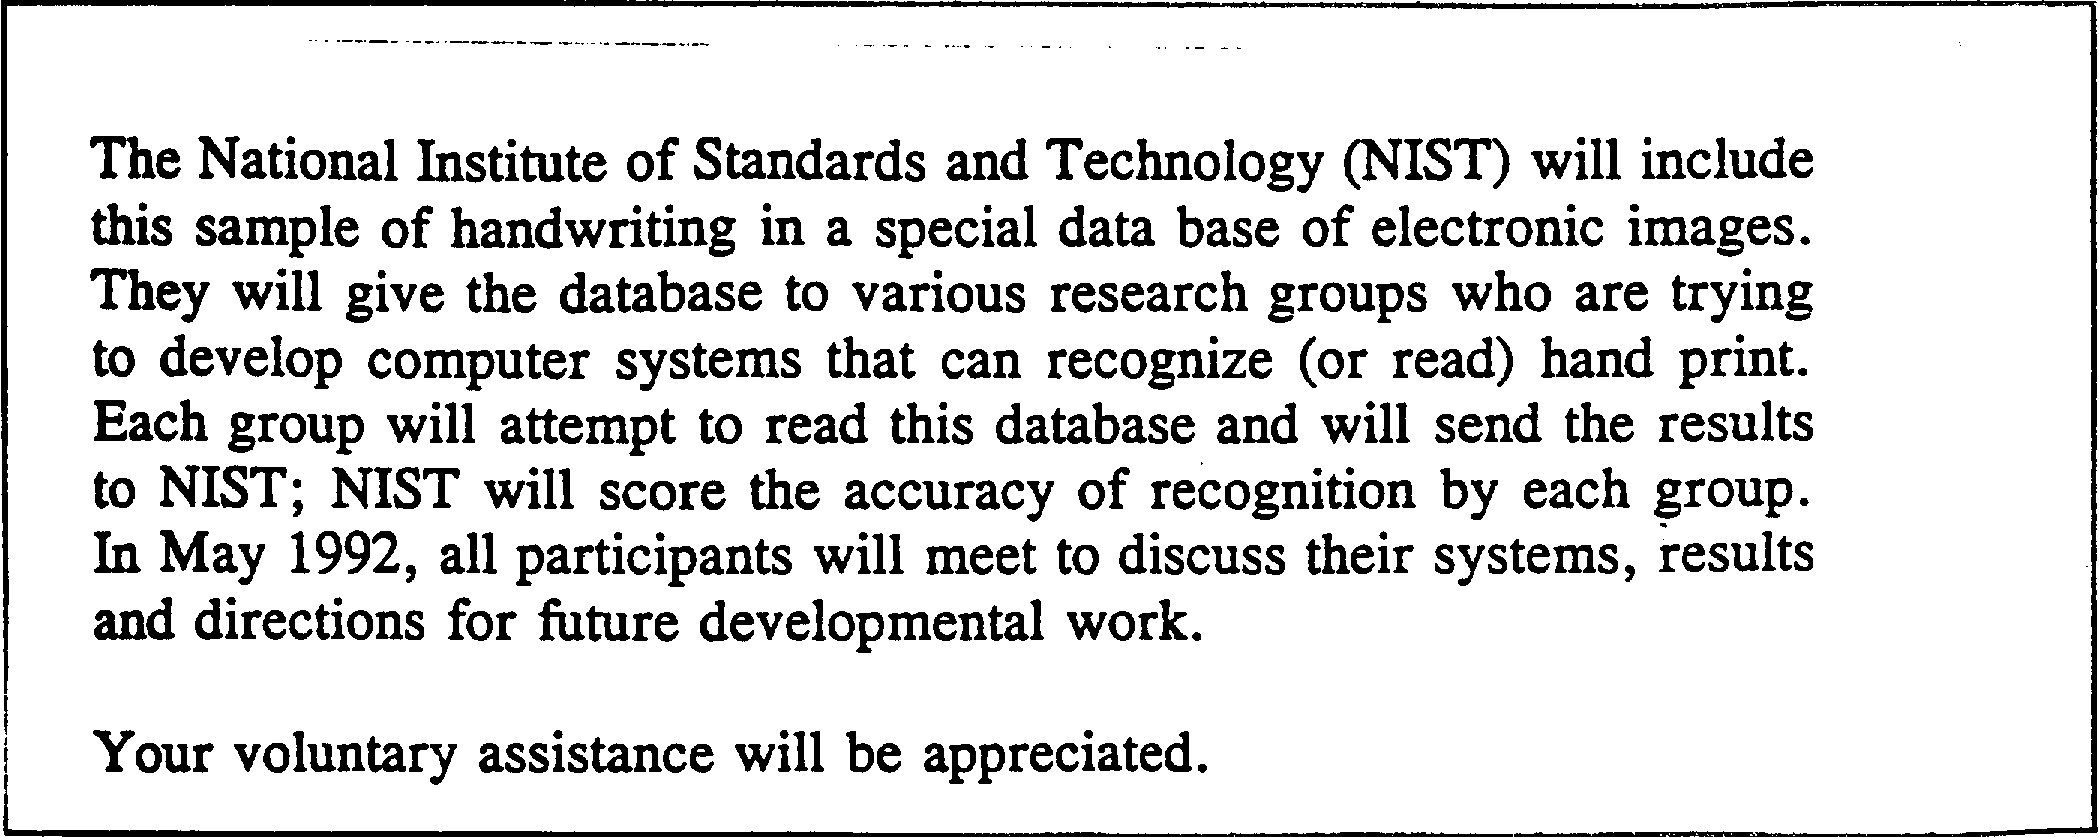 The National Institute of Standards and Technology (NIST) will include
this sample of handwriting in a special data base of electronic images.
They will give the database to various research groups who are trying
to develop computer systems that can recognize (or read) hand print.
Each group will attempt to read this database and will send the results
to NIST; NIST will score the accuracy of recognition by each group.
In May 1992, all participants will meet to discuss their systems, results
and directions for future developmental work.
Your voluntary assistance will be appreciated.